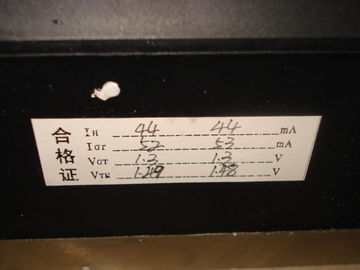 合格证
IH 44 44 mA
IGT 52 53 mA
VGT 1.3 1.3 V
VTM 1.49 1.48 V